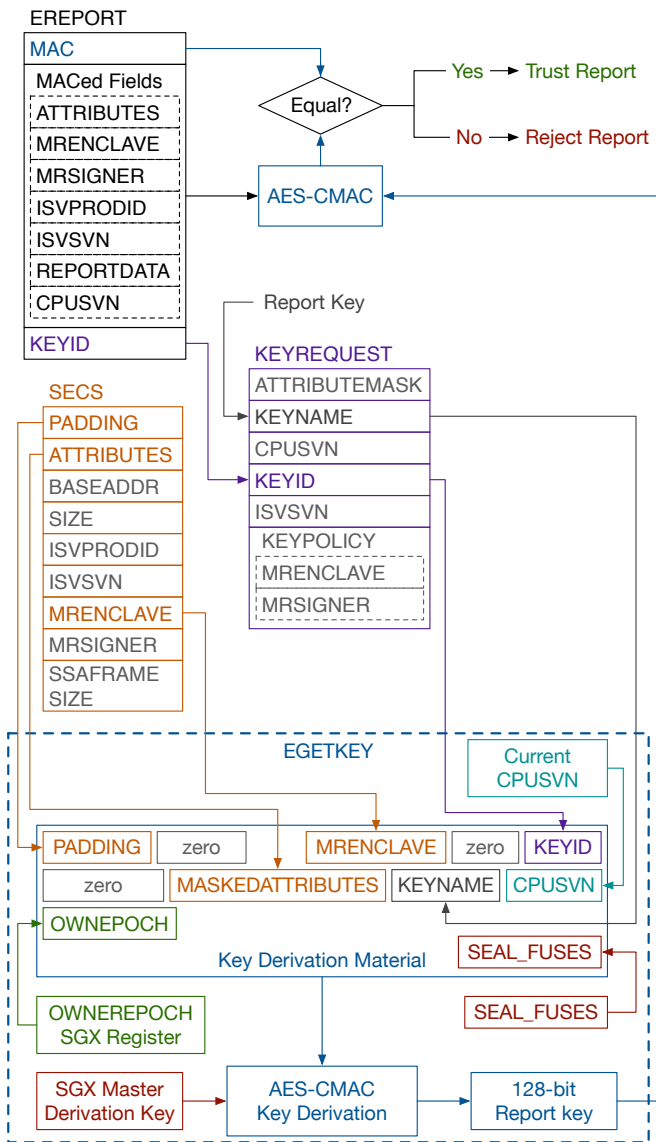 EREPORT
MAC
MACed Fields
ATTRIBUTES
MRENCLAVE
MRSIGNER
ISVPRODID
ISVSVN
REPORTDATA
CPUSVN
KEYID
Equal?
Yes
Trust Report
No
Reject Report
AES-CMAC
Report Key
KEYREQUEST
ATTRIBUTEMASK
KEYNAME
CPUSVN
KEYID
ISVSVN
KEYPOLICY
MRENCLAVE
MRSIGNER
SECS
PADDING
ATTRIBUTES
BASEADDR
SIZE
ISVPRODID
ISVSVN
MRENCLAVE
MRSIGNER
SSAFRAME
SIZE
EGETKEY
Current
CPUSVN
PADDING
zero
MRENCLAVE
zero
KEYID
zero
MASKEDATTRIBUTES
KEYNAME
CPUSVN
OWNEPOCH
Key Derivation Material
SEAL_FUSES
OWNEREPOCH
SGX Register
SEAL_FUSES
SGX Master
Derivation Key
AES-CMAC
Key Derivation
128-bit
Report key